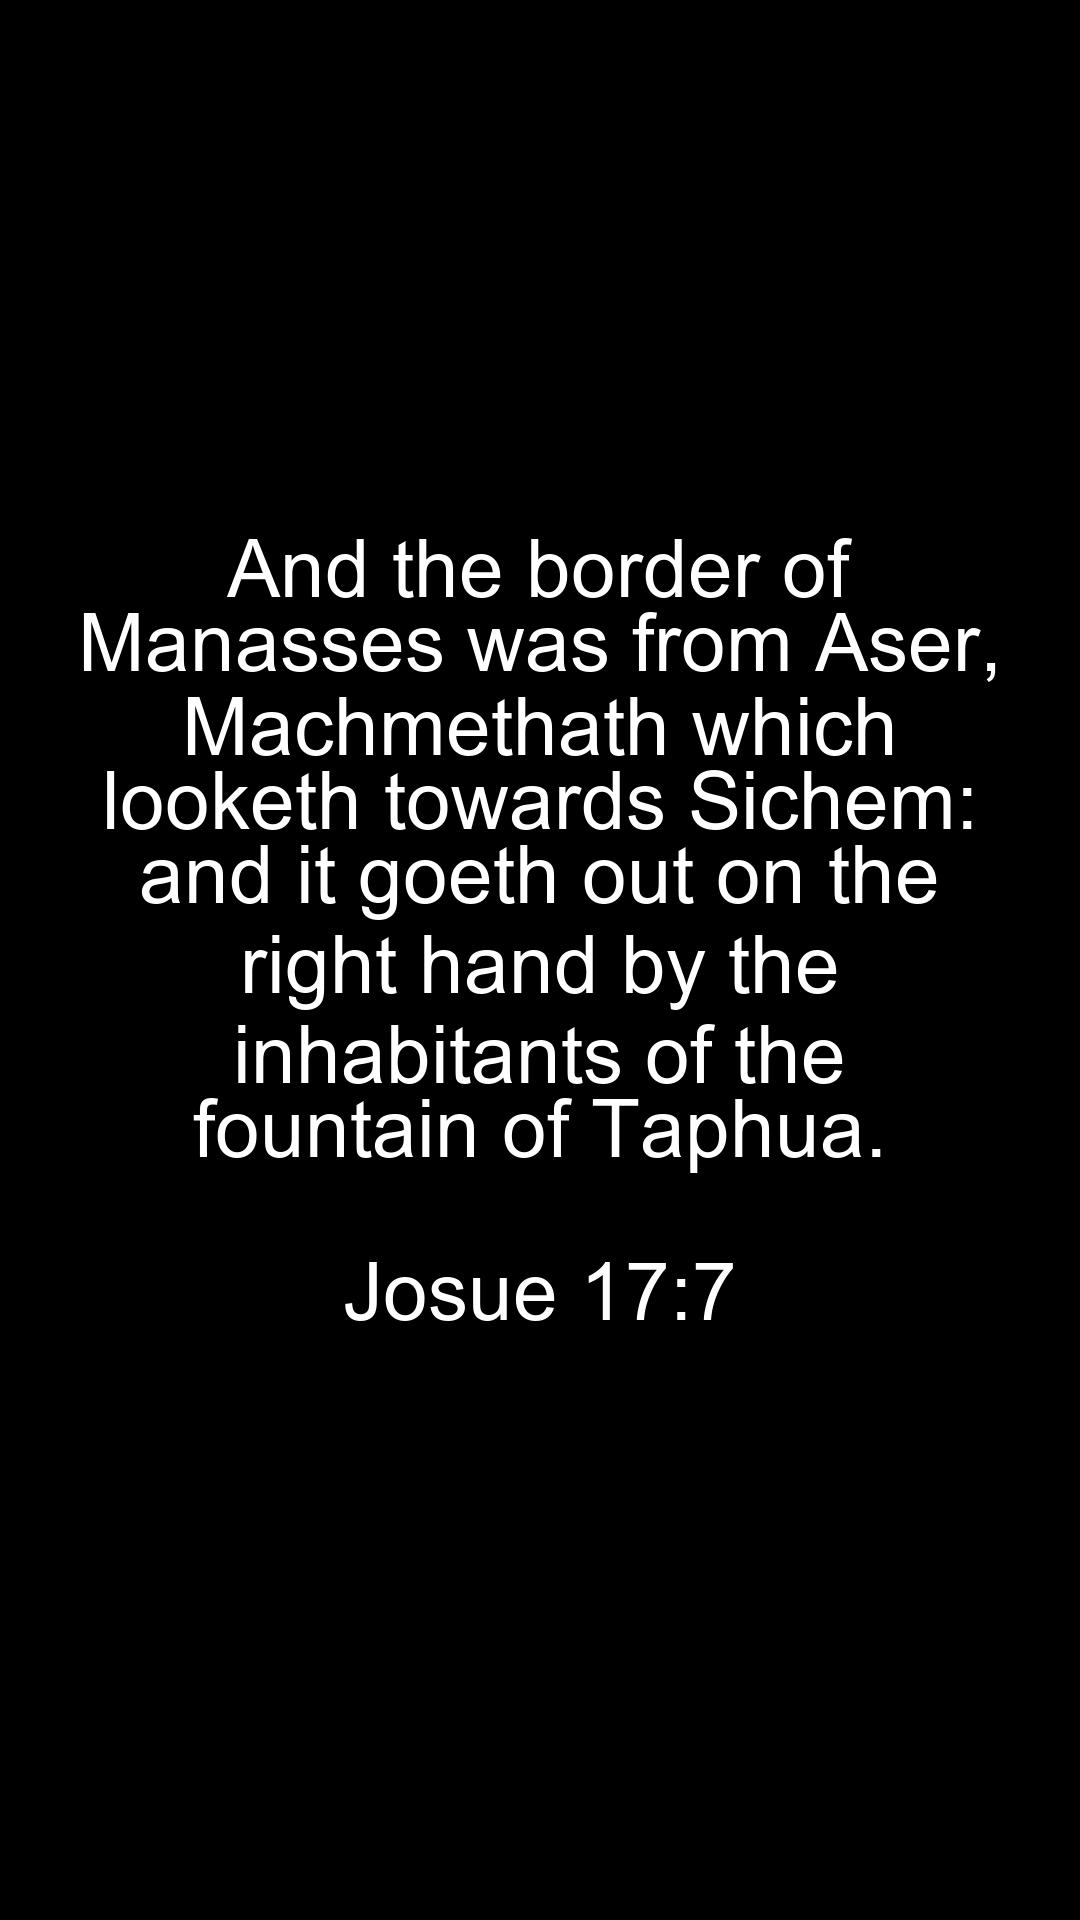 And the border of
Manasses was from Aser,
Machmethath which
looketh towards Sichem:
and it goeth out on the
right hand by the
inhabitants of the
fountain of Taphua.
Josue 17:7